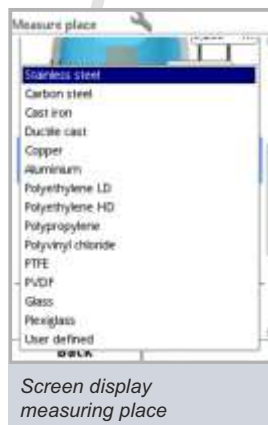 Measure place
Stainless steel
Carbon steel
Cast iron
Ductile cast
Copper
Aluminium
Polyethylene LD
Polyethylene HD
Polypropylene
Polyvinyl chloride
PTFE
PVDF
Glass
Plexiglass
User defined
Back
Screen display
measuring place